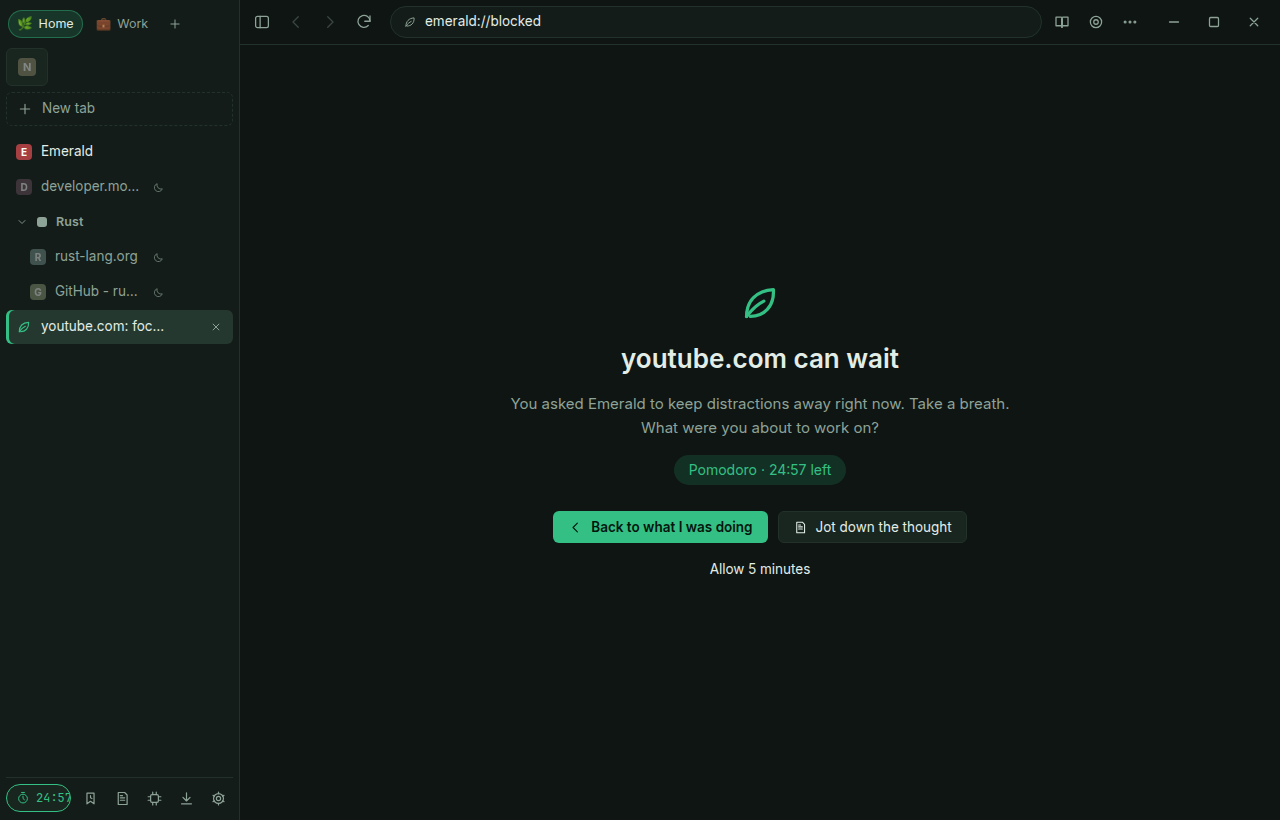 Home
Work
emerald://blocked
N
New tab
E Emerald
D developer.mo...
Rust
R rust-lang.org
G GitHub - ru...
youtube.com: foc...
youtube.com can wait
You asked Emerald to keep distractions away right now. Take a breath.
What were you about to work on?
Pomodoro · 24:57 left
Back to what I was doing
Jot down the thought
Allow 5 minutes
24:57